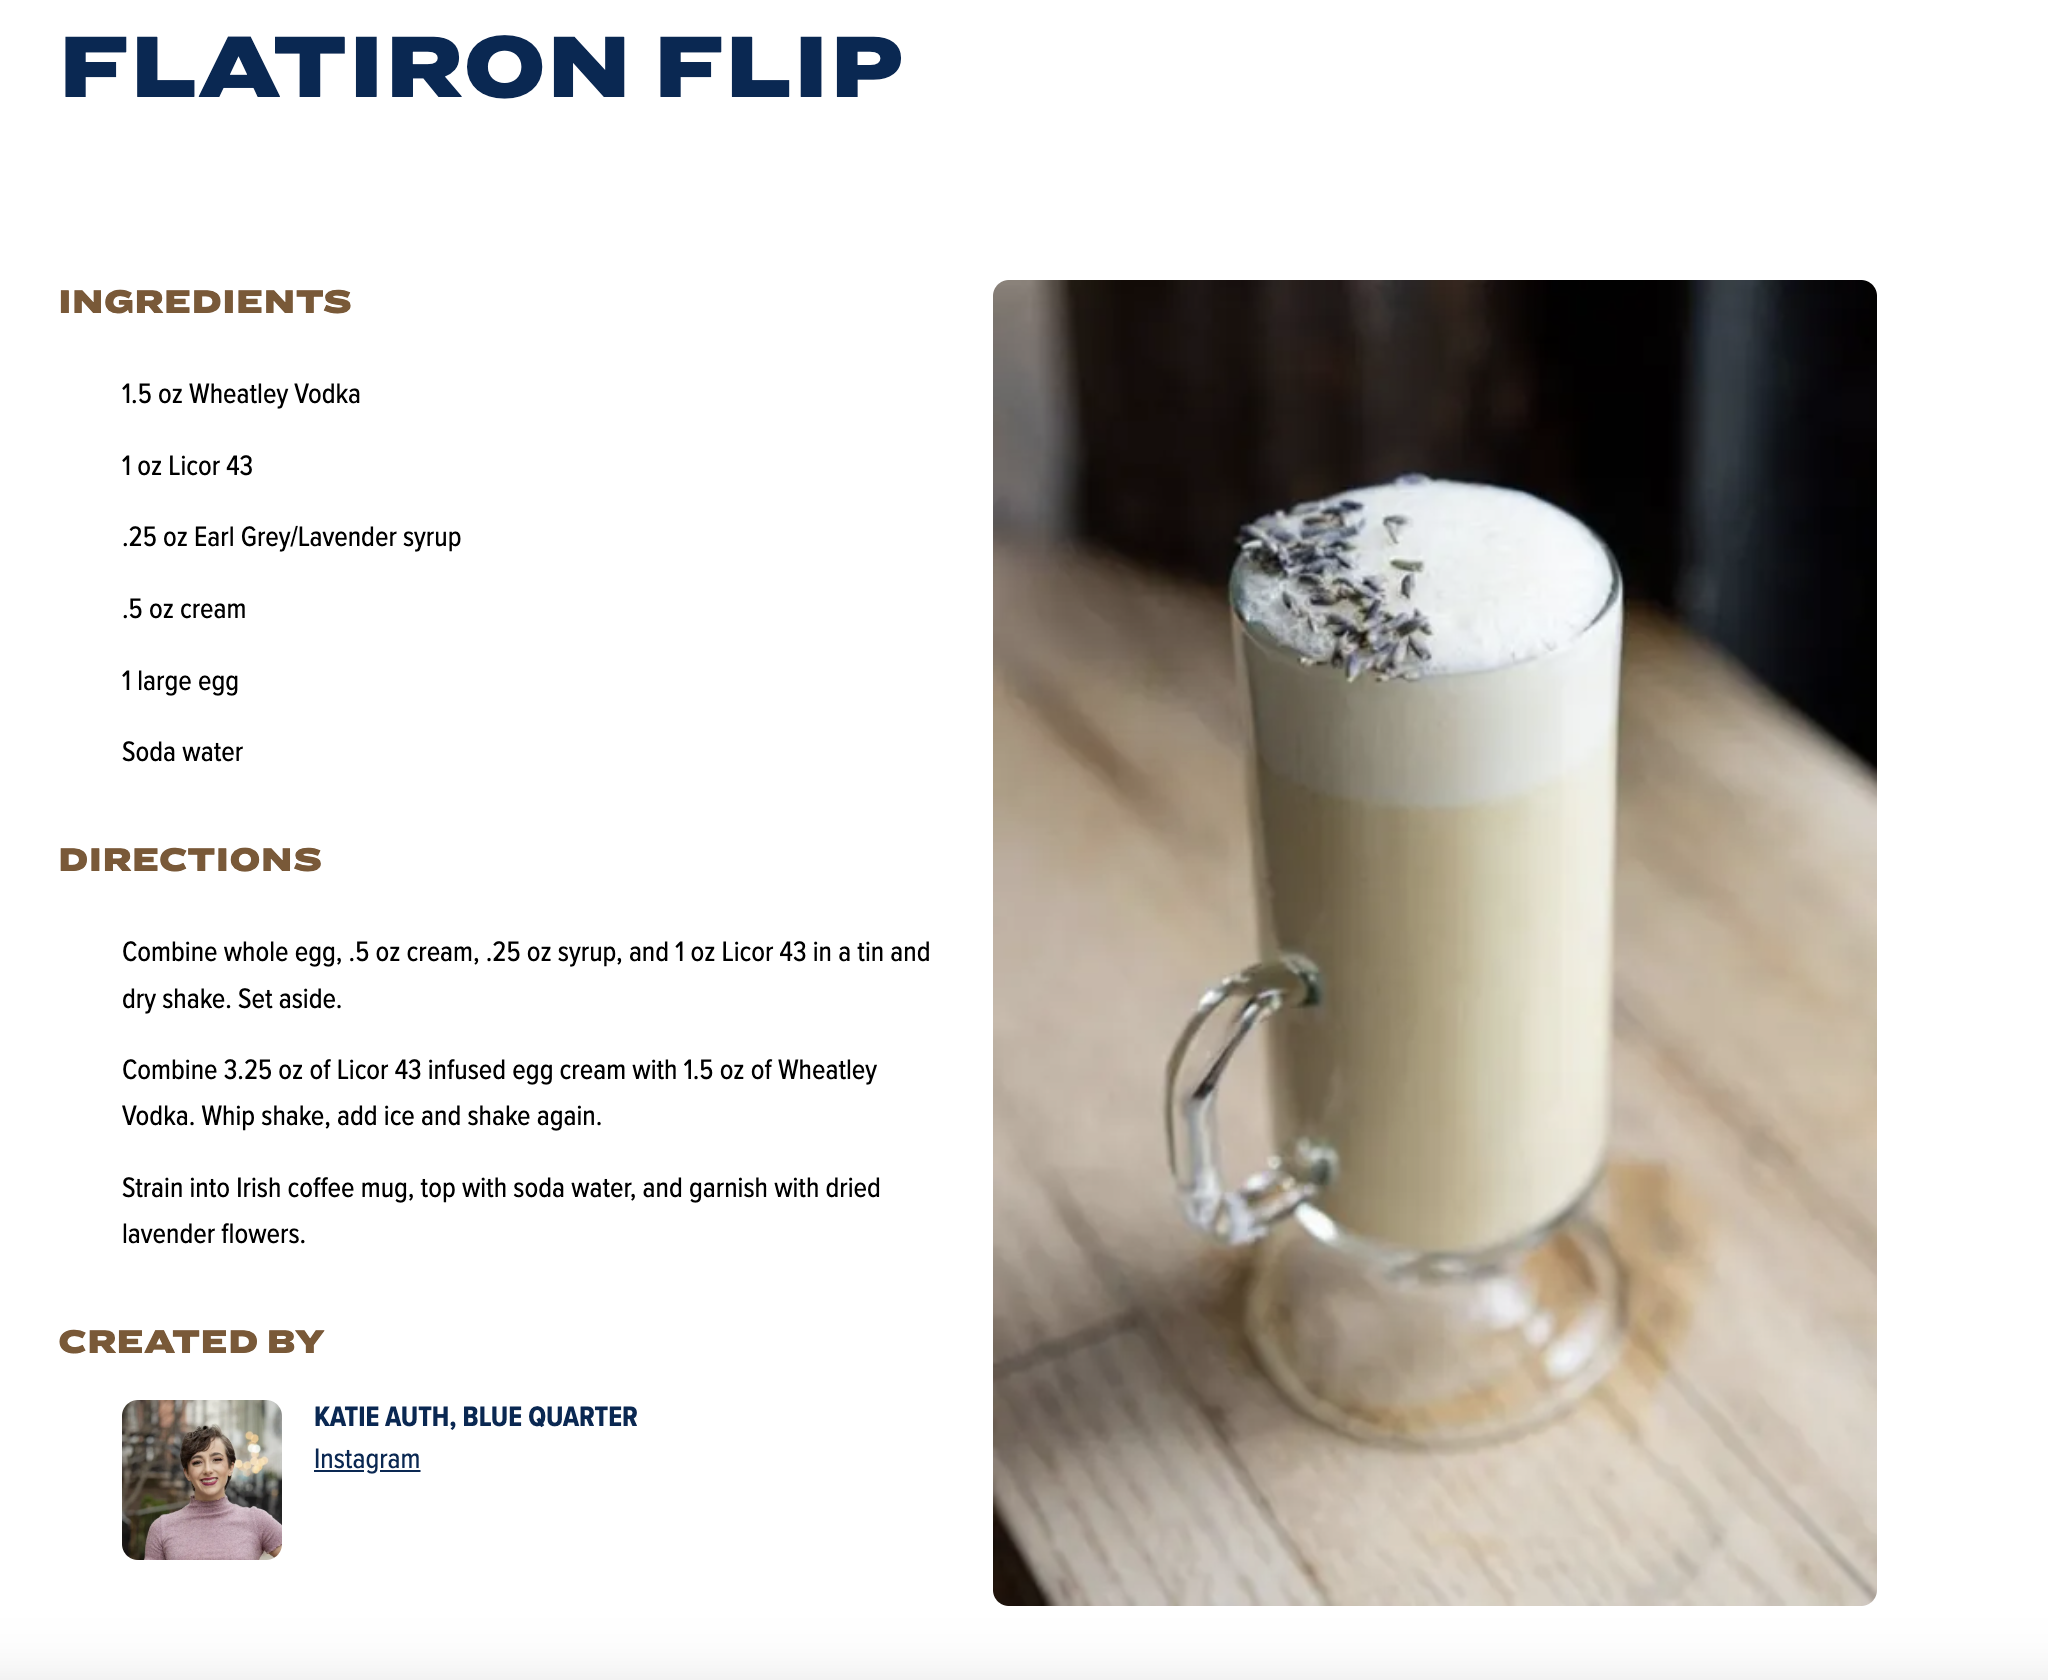 FLATIRON FLIP
INGREDIENTS
1.5 oz Wheatley Vodka
1 oz Licor 43
.25 oz Earl Grey/Lavender syrup
.5 oz cream
1 large egg
Soda water
DIRECTIONS
Combine whole egg, .5 oz cream, .25 oz syrup, and 1 oz Licor 43 in a tin and
dry shake. Set aside.
Combine 3.25 oz of Licor 43 infused egg cream with 1.5 oz of Wheatley
Vodka. Whip shake, add ice and shake again.
Strain into Irish coffee mug, top with soda water, and garnish with dried
lavender flowers.
CREATED BY
KATIE AUTH, BLUE QUARTER
Instagram